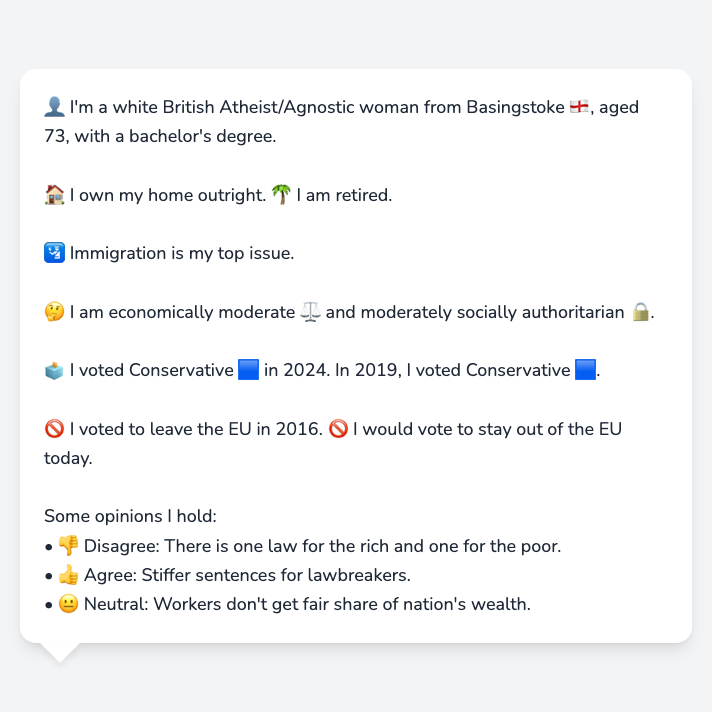 👤 I'm a white British Atheist/Agnostic woman from Basingstoke 🏴󠁧󠁢󠁥󠁮󠁧󠁿, aged
73, with a bachelor's degree.
🏠 I own my home outright. 🌴 I am retired.
🛂 Immigration is my top issue.
🤔 I am economically moderate ⚖️ and moderately socially authoritarian 🔒.
🗳️ I voted Conservative 🟦 in 2024. In 2019, I voted Conservative 🟦.
🚫 I voted to leave the EU in 2016. 🚫 I would vote to stay out of the EU
today.
Some opinions I hold:
• 👎 Disagree: There is one law for the rich and one for the poor.
• 👍 Agree: Stiffer sentences for lawbreakers.
• 😐 Neutral: Workers don't get fair share of nation's wealth.